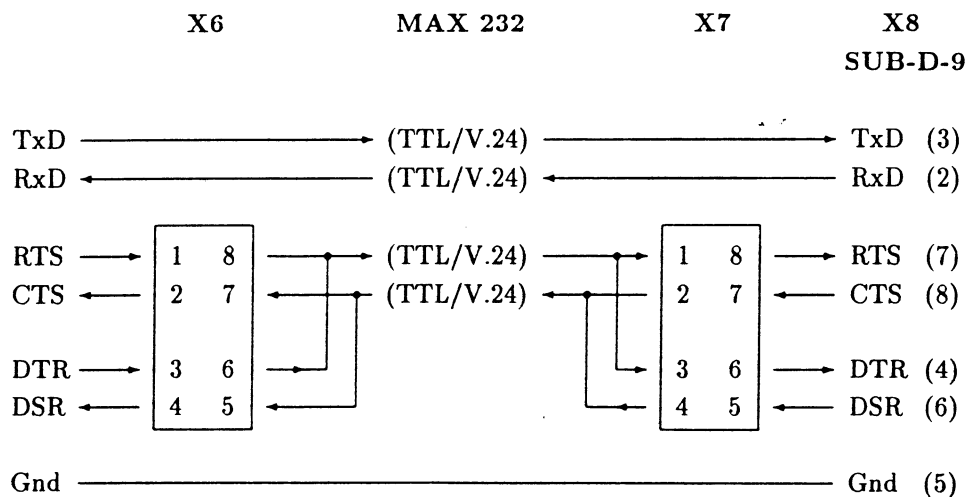 X6 MAX 232 X7 X8
SUB-D-9
TxD (TTL/V.24) TxD (3)
RxD (TTL/V.24) RxD (2)
RTS 1 8 (TTL/V.24) 1 8 RTS (7)
CTS 2 7 (TTL/V.24) 2 7 CTS (8)
DTR 3 6 3 6 DTR (4)
DSR 4 5 4 5 DSR (6)
Gnd Gnd (5)